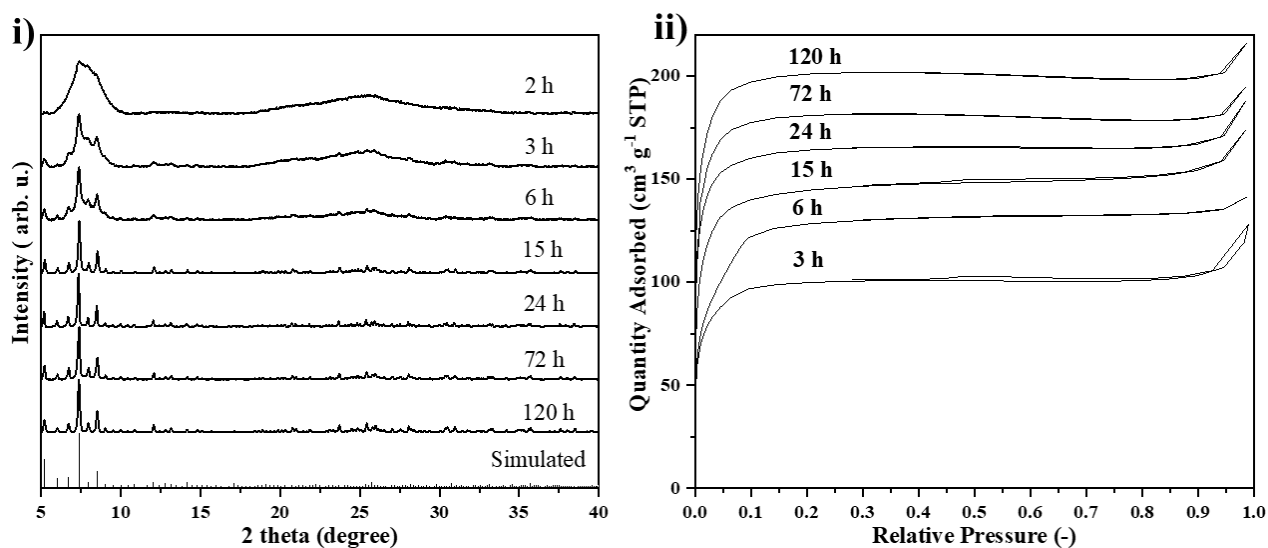 i)
2 h
3 h
6 h
15 h
24 h
72 h
120 h
Simulated
Intensity ( arb. u.)
5 10 15 20 25 30 35 40
2 theta (degree)
ii)
120 h
72 h
24 h
15 h
6 h
3 h
Quantity Adsorbed (cm³ g⁻¹ STP)
200
150
100
50
0
0.0 0.1 0.2 0.3 0.4 0.5 0.6 0.7 0.8 0.9 1.0
Relative Pressure (-)